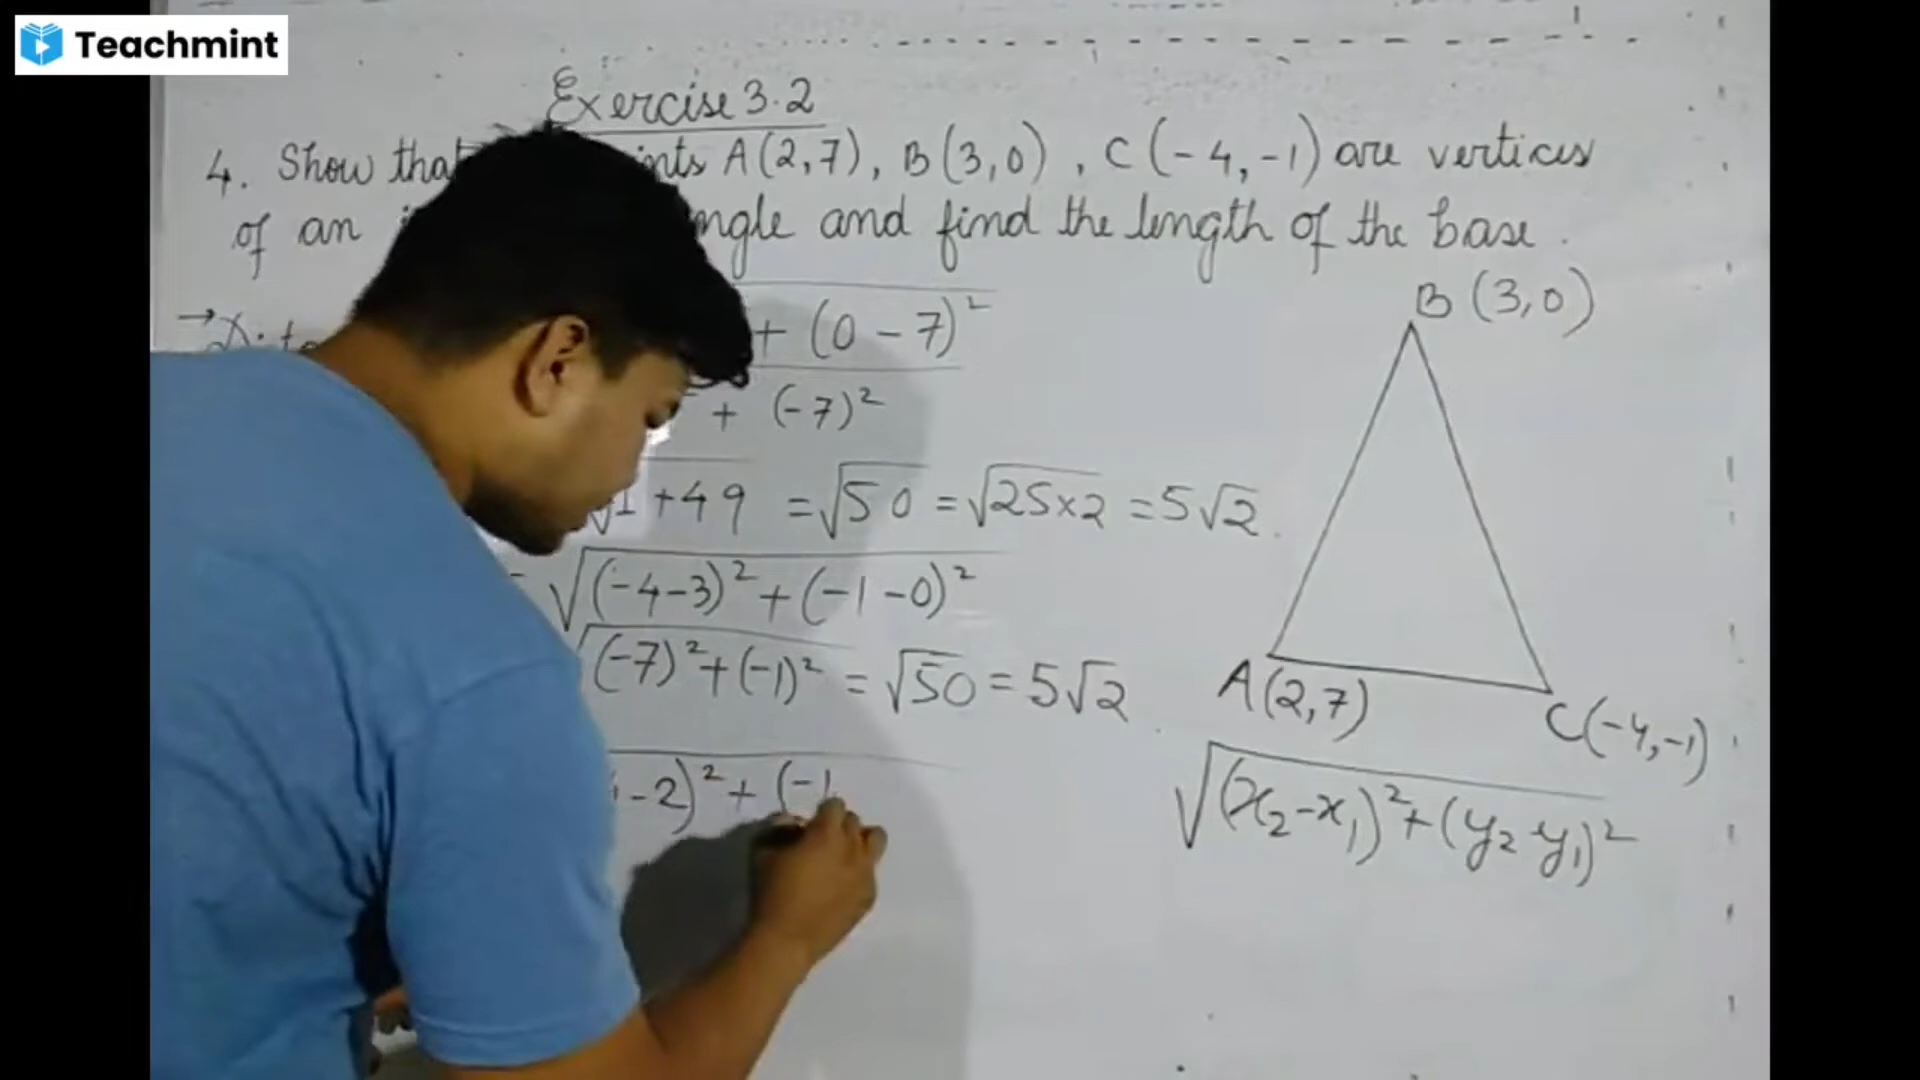 Teachmint
Exercise 3.2
4. Show that A(2,7), B(3,0), C(-4,-1) are vertices
of an and find the length of the base.
+ (0-7)²
+ (-7)²
√1+49 = √50 = √25×2 = 5√2.
√(-4-3)²+(-1-0)²
√(-7)²+(-1)² = √50 = 5√2
-2)²+(-1
B(3,0)
A(2,7)
C(-4,-1)
√(x₂-x₁)²+(y₂-y₁)²